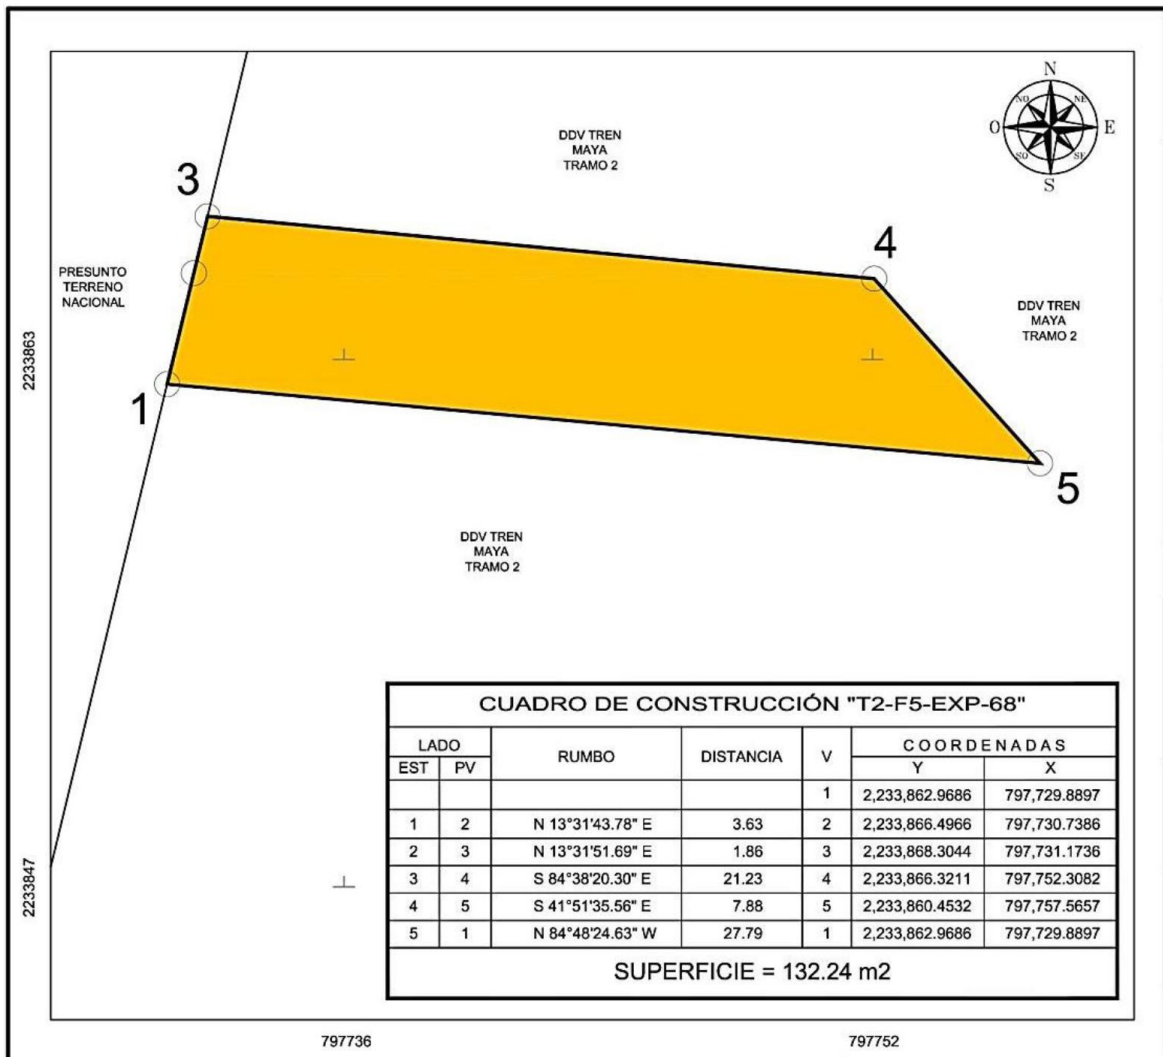 N
NO NE
O E
SO SE
S
DDV TREN
MAYA
TRAMO 2
3
4
PRESUNTO
TERRENO
NACIONAL
DDV TREN
MAYA
TRAMO 2
2233863
1
5
DDV TREN
MAYA
TRAMO 2
CUADRO DE CONSTRUCCIÓN "T2-F5-EXP-68"
LADO RUMBO DISTANCIA V COORDENADAS
EST PV Y X
1 2,233,862.9686 797,729.8897
1 2 N 13°31'43.78" E 3.63 2 2,233,866.4966 797,730.7386
2 3 N 13°31'51.69" E 1.86 3 2,233,868.3044 797,731.1736
3 4 S 84°38'20.30" E 21.23 4 2,233,866.3211 797,752.3082
4 5 S 41°51'35.56" E 7.88 5 2,233,860.4532 797,757.5657
5 1 N 84°48'24.63" W 27.79 1 2,233,862.9686 797,729.8897
SUPERFICIE = 132.24 m2
2233847
797736 797752